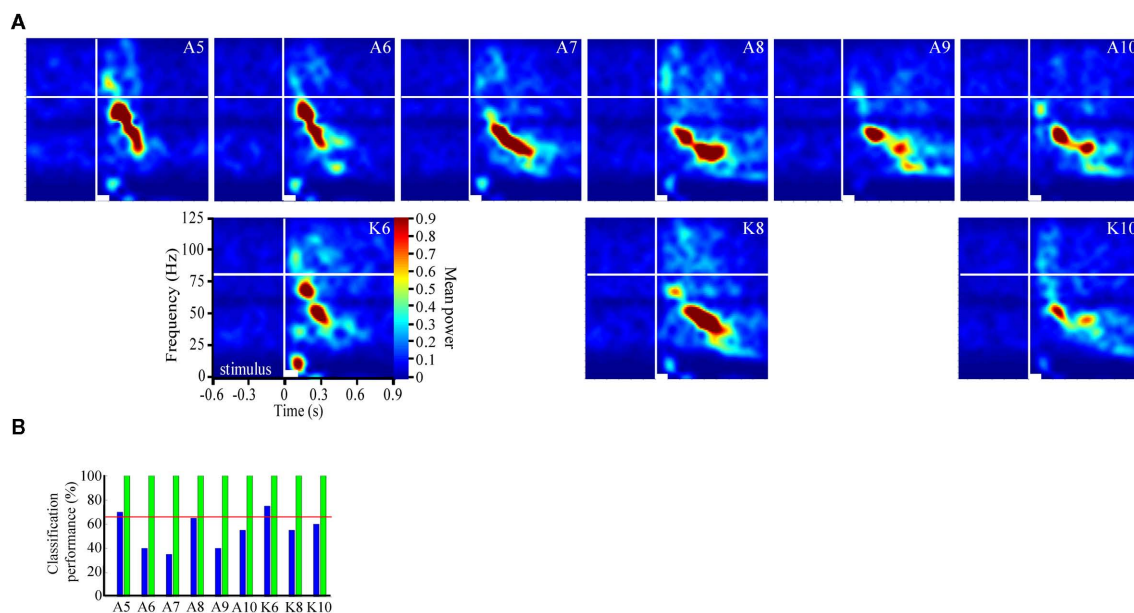 A
A5 A6 A7 A8 A9 A10
K6 K8 K10
125
100
75
50
25
0
Frequency (Hz)
stimulus
-0.6 -0.3 0 0.3 0.6 0.9
Time (s)
0.9
0.8
0.7
0.6
0.5
0.4
0.3
0.2
0.1
0
Mean power
B
100
80
60
40
20
0
Classification
performance (%)
A5 A6 A7 A8 A9 A10 K6 K8 K10